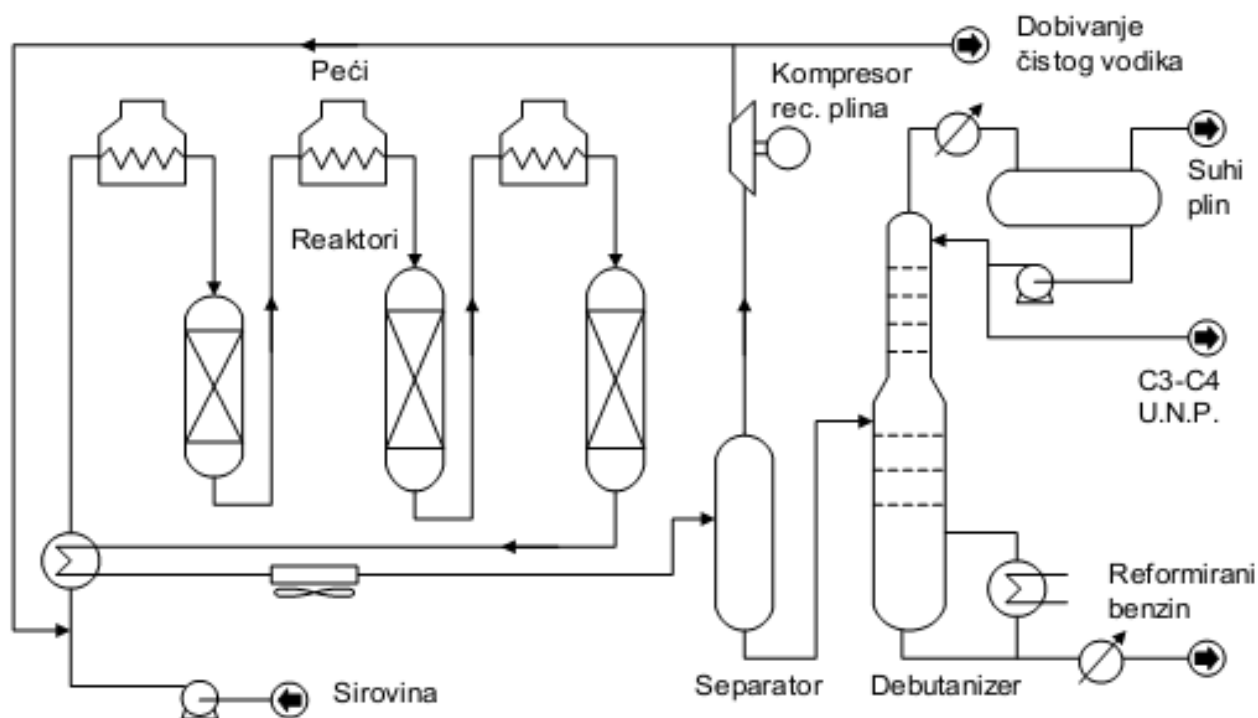 Dobivanje
čistog vodika
Peći
Kompresor
rec. plina
Suhi
plin
Reaktori
C3-C4
U.N.P.
Reformirani
benzin
Separator
Debutanizer
Sirovina